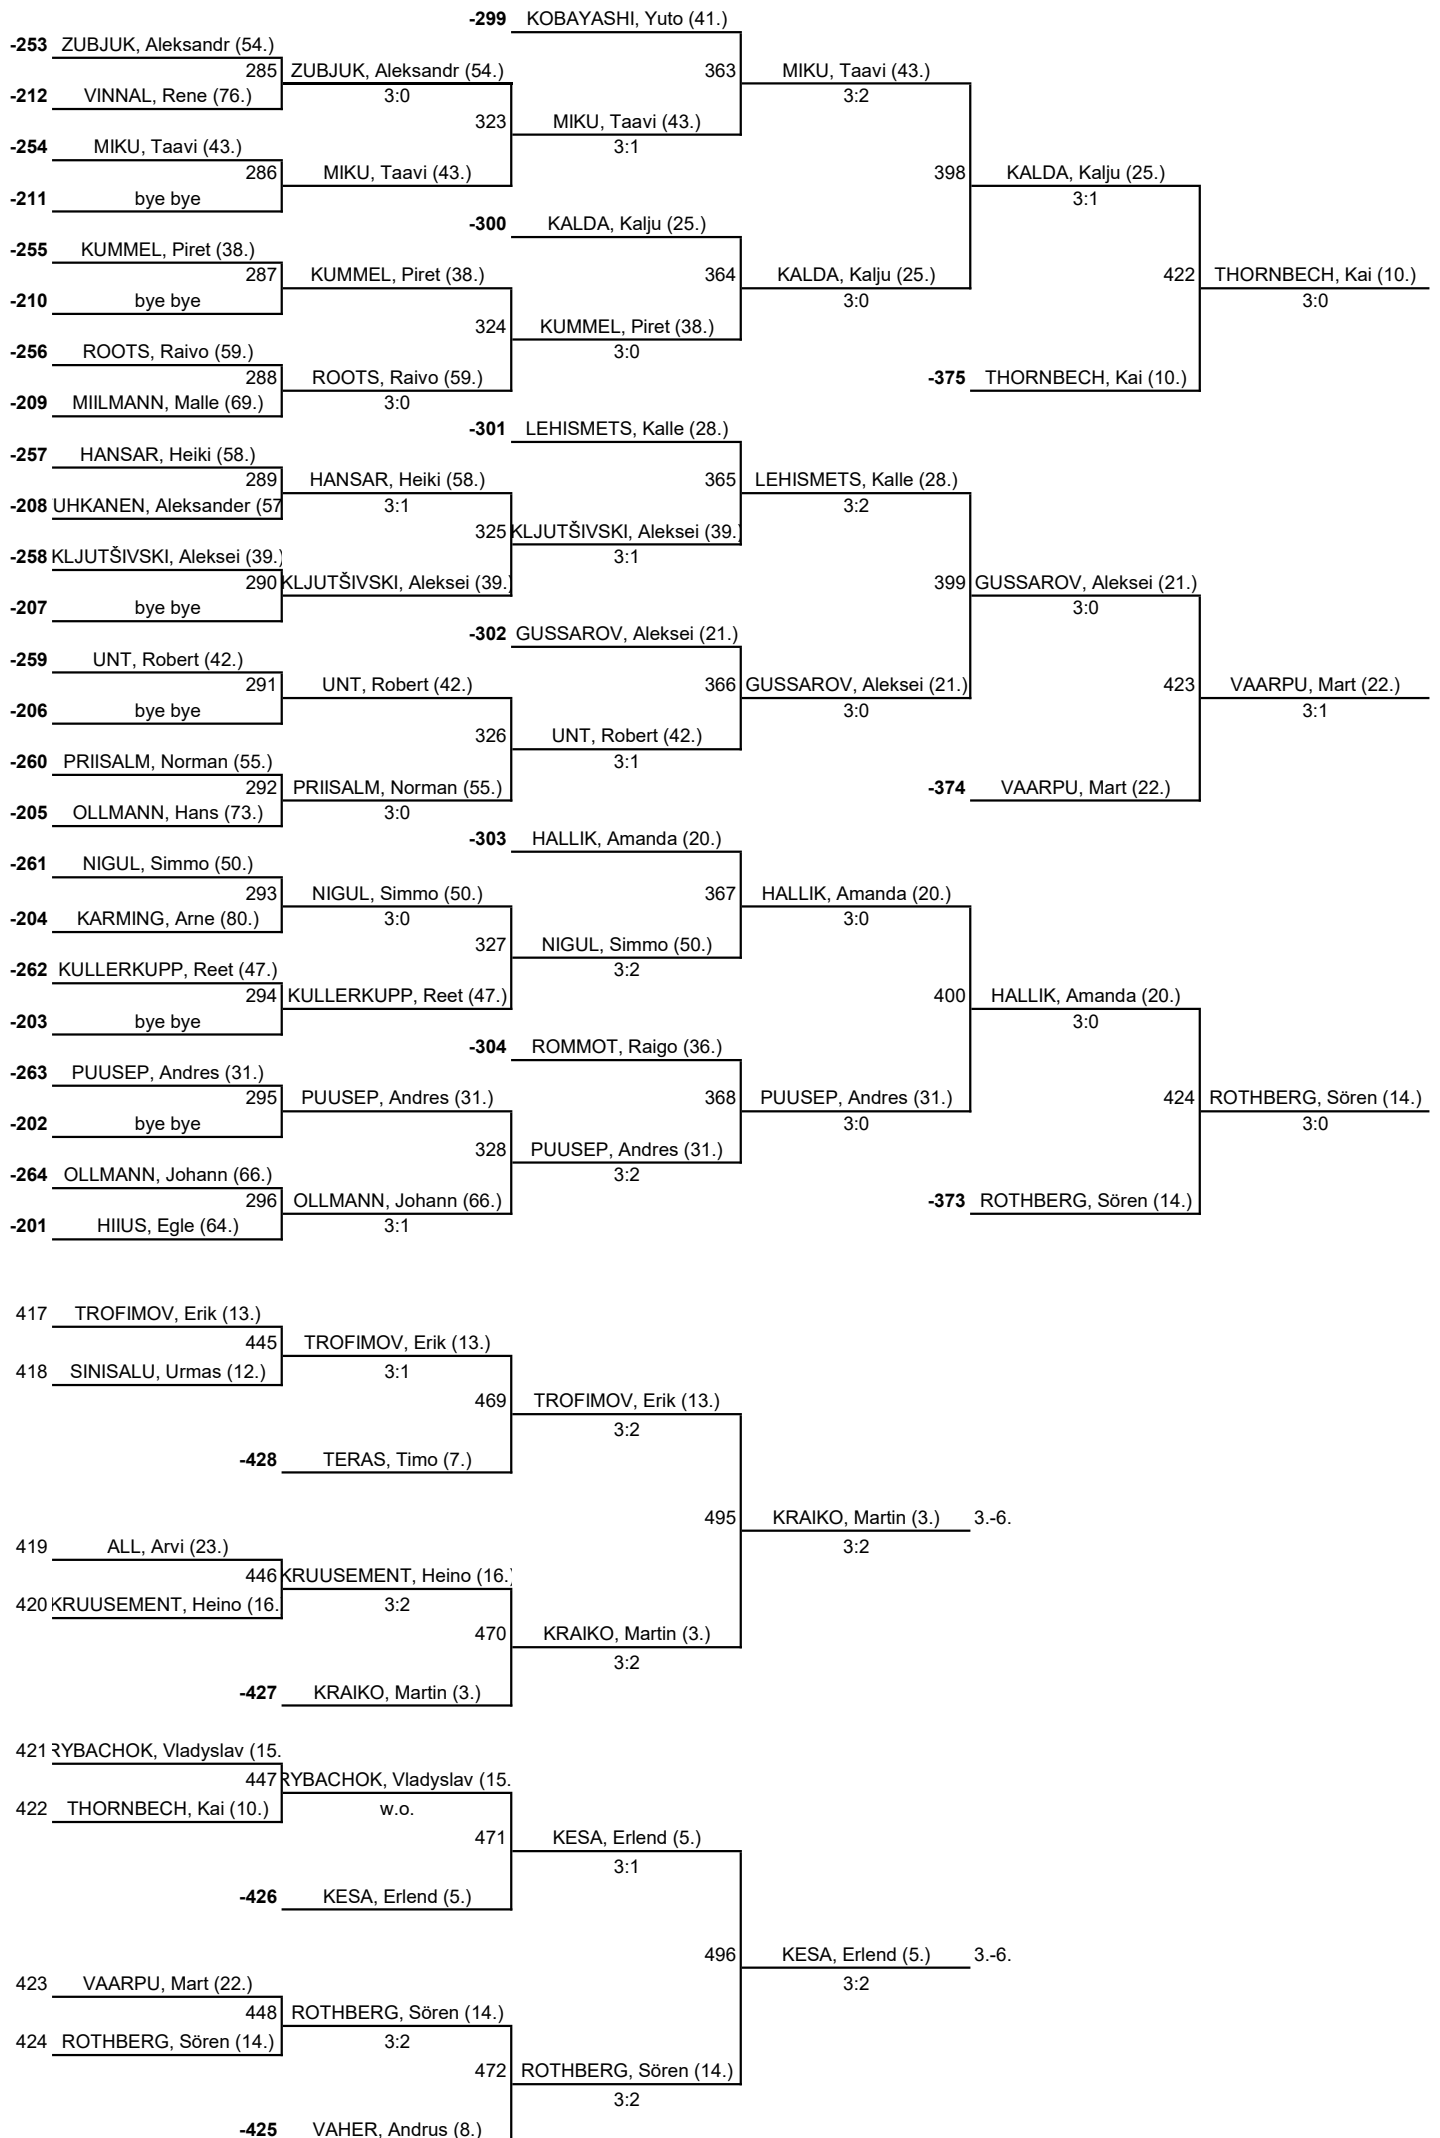 -299 KOBAYASHI, Yuto (41.)
-253 ZUBJUK, Aleksandr (54.)
285 ZUBJUK, Aleksandr (54.) 363 MIKU, Taavi (43.)
-212 VINNAL, Rene (76.) 3:0 3:2
323 MIKU, Taavi (43.)
-254 MIKU, Taavi (43.) 3:1
286 MIKU, Taavi (43.) 398 KALDA, Kalju (25.)
-211 bye bye 3:1
-300 KALDA, Kalju (25.)
-255 KUMMEL, Piret (38.)
287 KUMMEL, Piret (38.) 364 KALDA, Kalju (25.) 422 THORNBECH, Kai (10.)
-210 bye bye 3:0 3:0
324 KUMMEL, Piret (38.)
-256 ROOTS, Raivo (59.) 3:0
288 ROOTS, Raivo (59.) -375 THORNBECH, Kai (10.)
-209 MIILMANN, Malle (69.) 3:0
-301 LEHISMETS, Kalle (28.)
-257 HANSAR, Heiki (58.)
289 HANSAR, Heiki (58.) 365 LEHISMETS, Kalle (28.)
-208 UHKANEN, Aleksander (57 3:1 3:2
325 KLJUTŠIVSKI, Aleksei (39.)
-258 KLJUTŠIVSKI, Aleksei (39.) 3:1
290 KLJUTŠIVSKI, Aleksei (39.) 399 GUSSAROV, Aleksei (21.)
-207 bye bye 3:0
-302 GUSSAROV, Aleksei (21.)
-259 UNT, Robert (42.)
291 UNT, Robert (42.) 366 GUSSAROV, Aleksei (21.) 423 VAARPU, Mart (22.)
-206 bye bye 3:0 3:1
326 UNT, Robert (42.)
-260 PRIISALM, Norman (55.) 3:1
292 PRIISALM, Norman (55.) -374 VAARPU, Mart (22.)
-205 OLLMANN, Hans (73.) 3:0
-303 HALLIK, Amanda (20.)
-261 NIGUL, Simmo (50.)
293 NIGUL, Simmo (50.) 367 HALLIK, Amanda (20.)
-204 KARMING, Arne (80.) 3:0 3:0
327 NIGUL, Simmo (50.)
-262 KULLERKUPP, Reet (47.) 3:2
294 KULLERKUPP, Reet (47.) 400 HALLIK, Amanda (20.)
-203 bye bye 3:0
-304 ROMMOT, Raigo (36.)
-263 PUUSEP, Andres (31.)
295 PUUSEP, Andres (31.) 368 PUUSEP, Andres (31.) 424 ROTHBERG, Sören (14.)
-202 bye bye 3:0 3:0
328 PUUSEP, Andres (31.)
-264 OLLMANN, Johann (66.) 3:2
296 OLLMANN, Johann (66.) -373 ROTHBERG, Sören (14.)
-201 HIIUS, Egle (64.) 3:1
417 TROFIMOV, Erik (13.)
445 TROFIMOV, Erik (13.)
418 SINISALU, Urmas (12.) 3:1
469 TROFIMOV, Erik (13.)
3:2
-428 TERAS, Timo (7.)
495 KRAIKO, Martin (3.) 3.-6.
419 ALL, Arvi (23.) 3:2
446 KRUUSEMENT, Heino (16.)
420 KRUUSEMENT, Heino (16. 3:2
470 KRAIKO, Martin (3.)
3:2
-427 KRAIKO, Martin (3.)
421 RYBACHOK, Vladyslav (15.
447 RYBACHOK, Vladyslav (15.
422 THORNBECH, Kai (10.) w.o.
471 KESA, Erlend (5.)
3:1
-426 KESA, Erlend (5.)
496 KESA, Erlend (5.) 3.-6.
423 VAARPU, Mart (22.) 3:2
448 ROTHBERG, Sören (14.)
424 ROTHBERG, Sören (14.) 3:2
472 ROTHBERG, Sören (14.)
3:2
-425 VAHER, Andrus (8.)